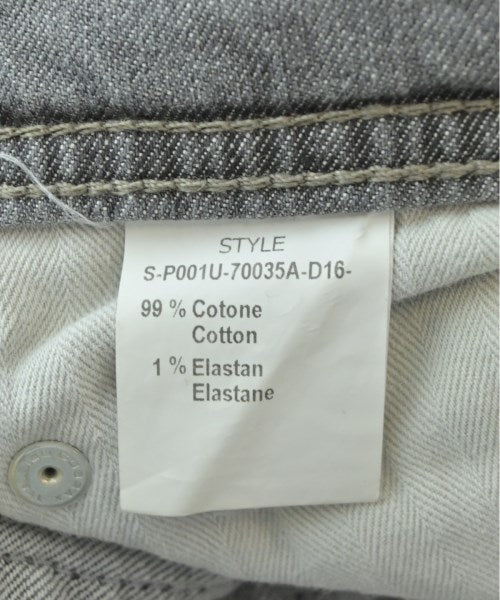 STYLE
S-P001U-70035A-D16-
99 % Cotone
Cotton
1 % Elastan
Elastane